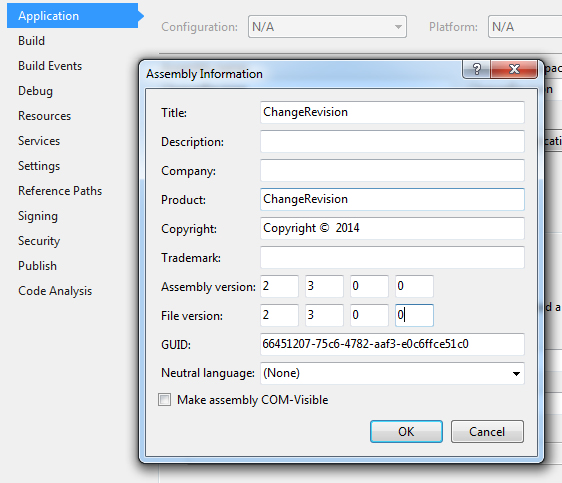 Application
Configuration: N/A Platform: N/A
Build
Build Events
Debug
Resources
Services
Settings
Reference Paths
Signing
Security
Publish
Code Analysis
Assembly Information
?
Title: ChangeRevision
Description:
Company:
Product: ChangeRevision
Copyright: Copyright © 2014
Trademark:
Assembly version: 2 3 0 0
File version: 2 3 0 0
GUID: 66451207-75c6-4782-aaf3-e0c6ffce51c0
Neutral language: (None)
Make assembly COM-Visible
OK Cancel